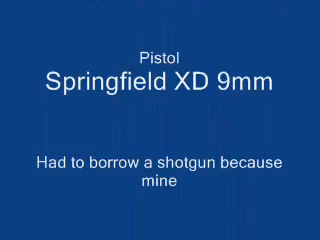 Pistol
Springfield XD 9mm
Had to borrow a shotgun because
mine